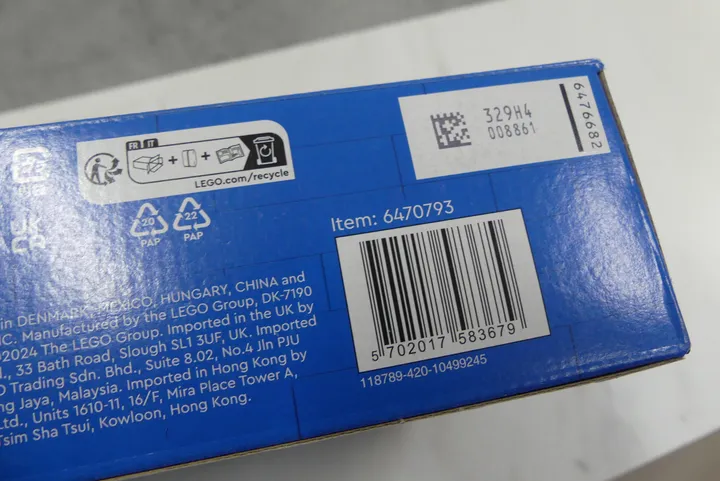 FR IT
LEGO.com/recycle
329H4
008861
6476682
20
PAP
22
PAP
UK
CA
Item: 6470793
5 702017 583679
118789-420-10499245
in DENMARK, MEXICO, HUNGARY, CHINA and
Manufactured by the LEGO Group, DK-7190
©2024 The LEGO Group. Imported in the UK by
33 Bath Road, Slough SL1 3UF, UK. Imported by
Trading Sdn. Bhd., Suite 8.02, No.4 Jln PJU
Jaya, Malaysia. Imported in Hong Kong by
Ltd., Units 1610-11, 16/F, Mira Place Tower A,
Tsim Sha Tsui, Kowloon, Hong Kong.